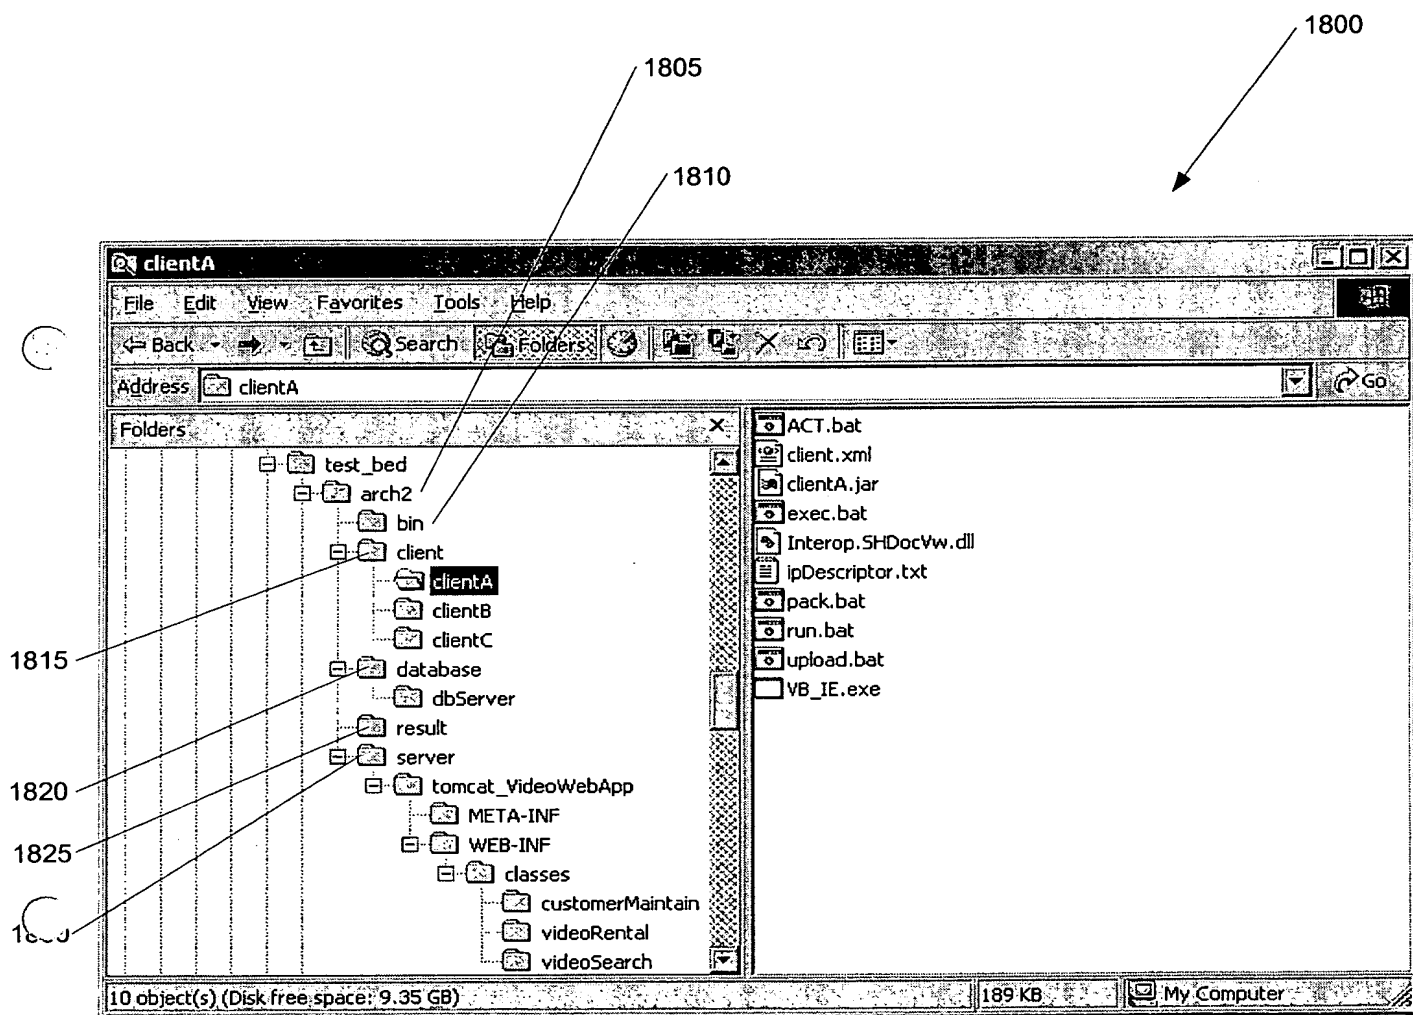 1800
1805
1810
clientA
File Edit View Favorites Tools Help
Back Search Folders
Address clientA Go
Folders
test_bed
arch2
bin
client
clientA
clientB
clientC
database
dbServer
result
server
tomcat_VideoWebApp
META-INF
WEB-INF
classes
customerMaintain
videoRental
videoSearch
ACT.bat
client.xml
clientA.jar
exec.bat
Interop.SHDocVw.dll
ipDescriptor.txt
pack.bat
run.bat
upload.bat
VB_IE.exe
1815
1820
1825
10 object(s) (Disk free space: 9.35 GB) 189 KB My Computer